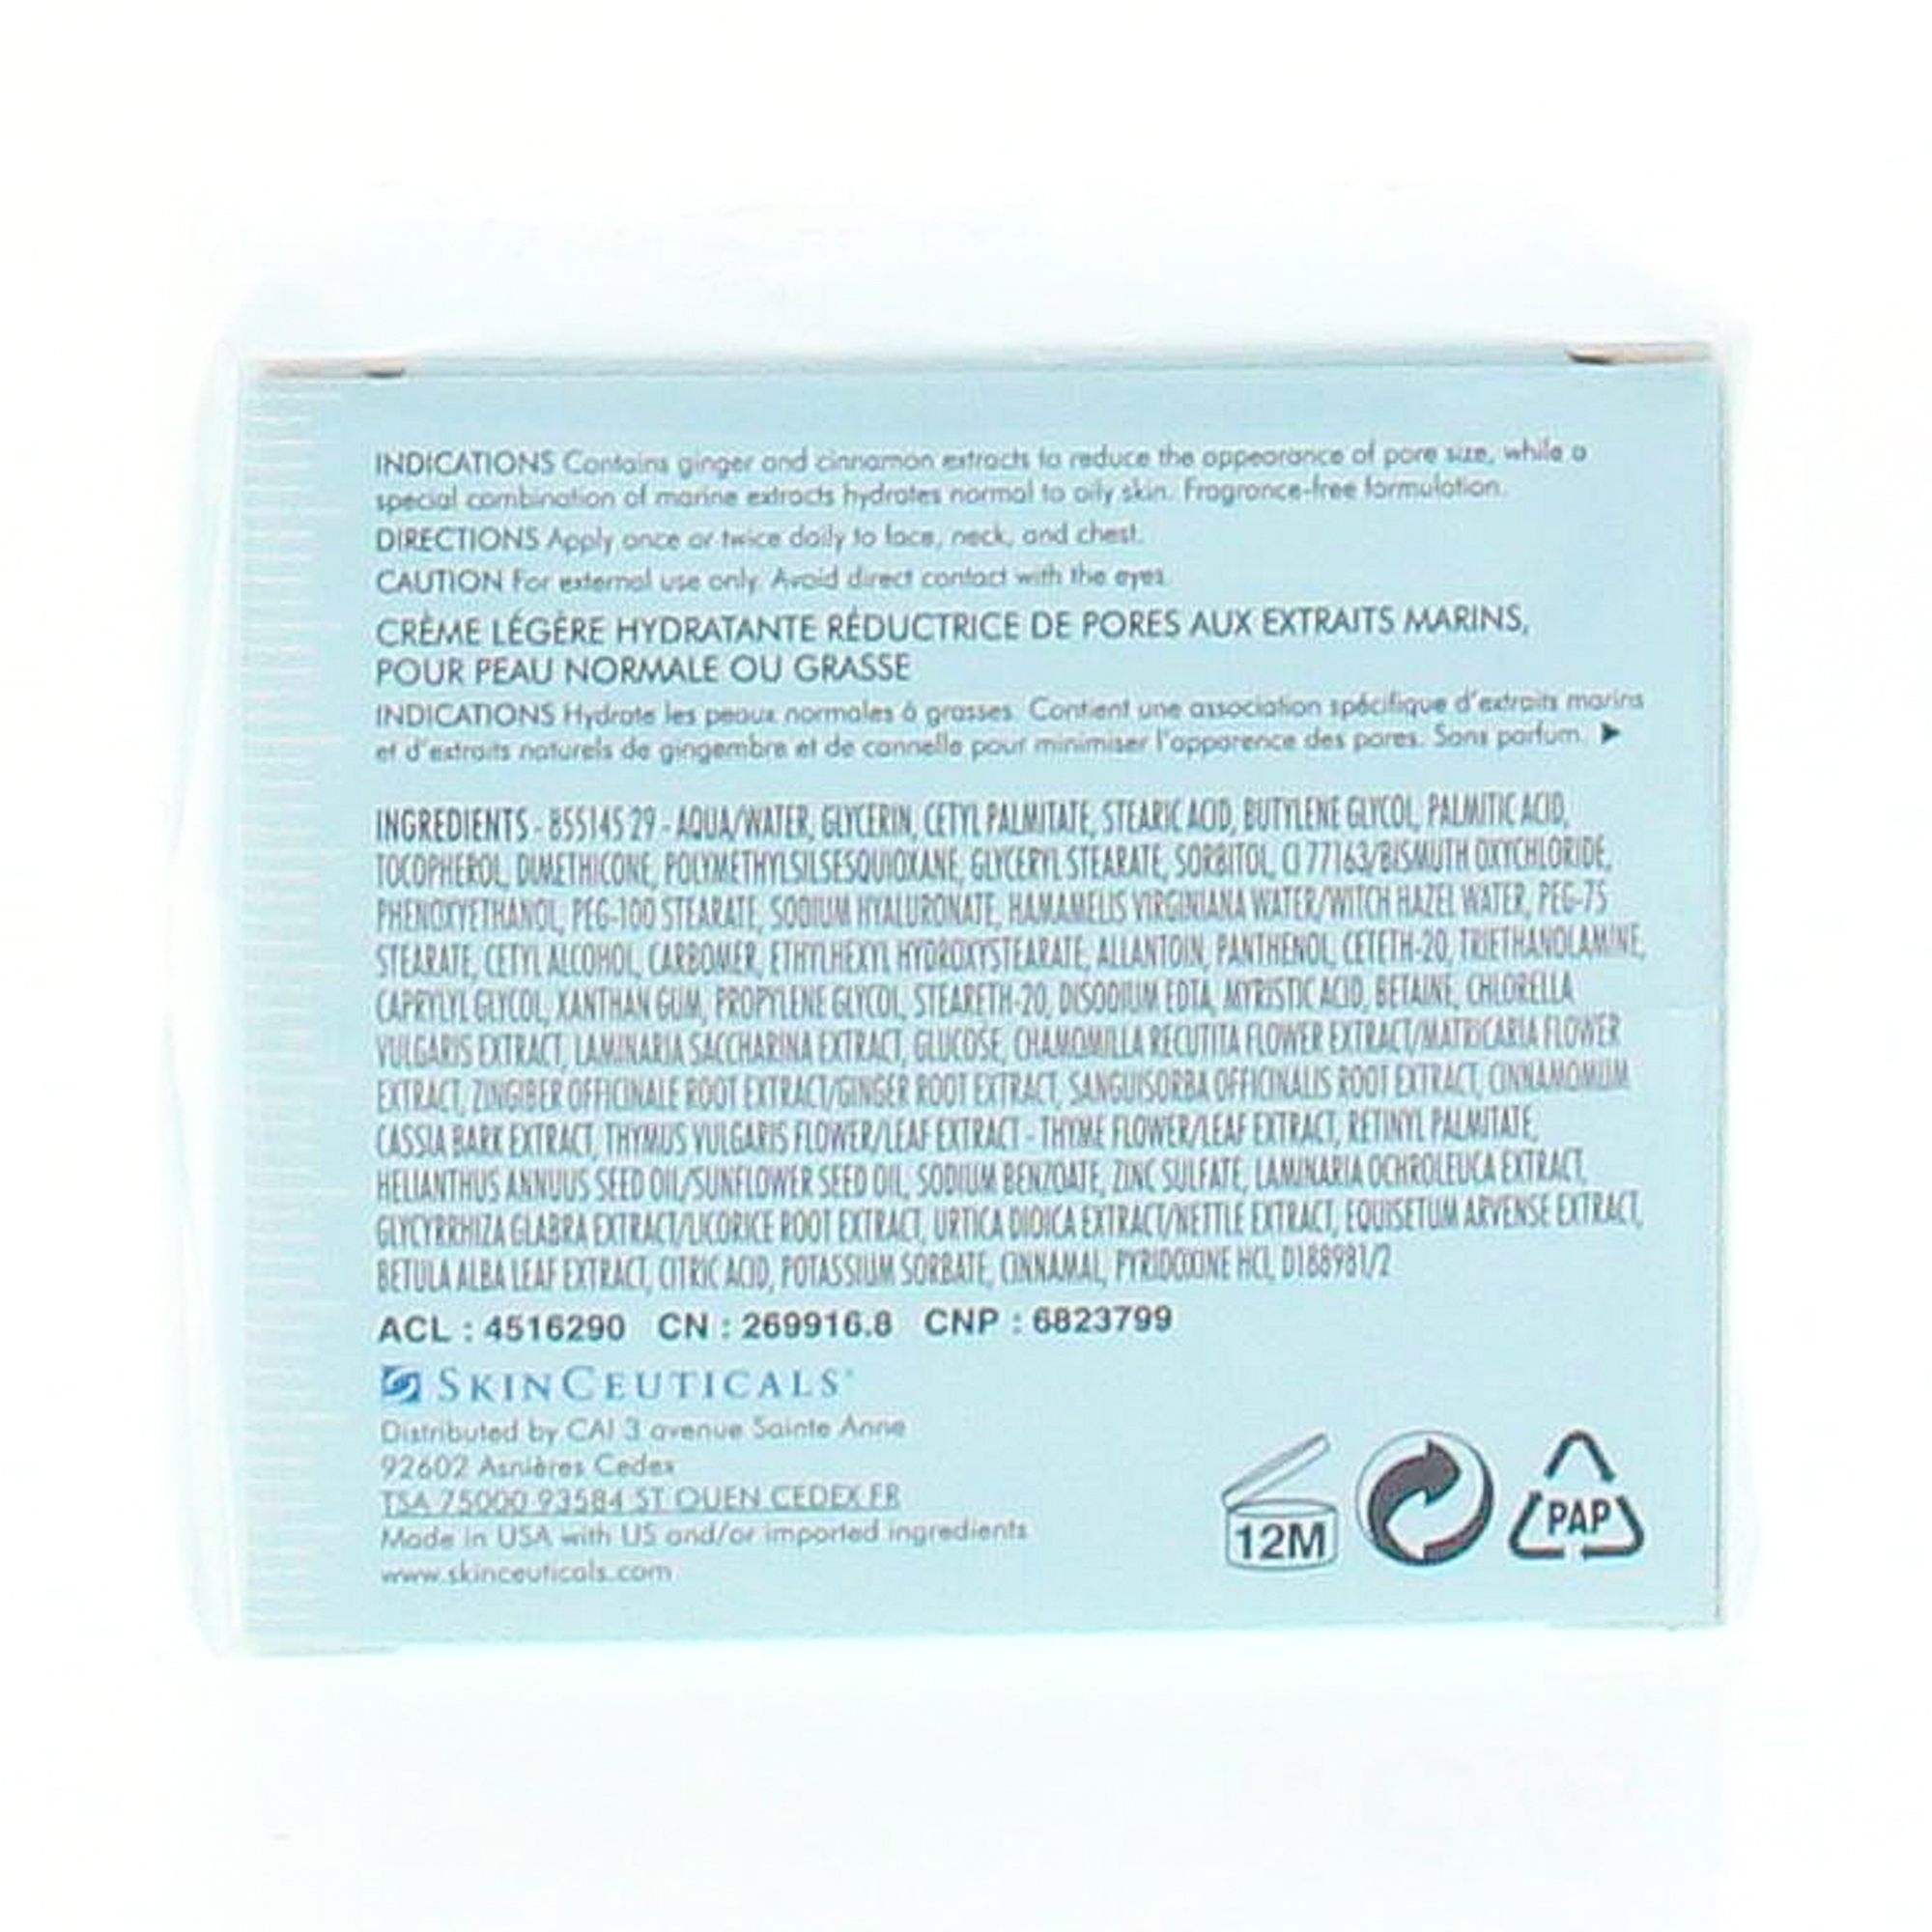 INDICATIONS Contains ginger and cinnamon extracts to reduce the appearance of pore size, while a
special combination of marine extracts hydrates normal to oily skin. Fragrance-free formulation.
DIRECTIONS Apply once or twice daily to face, neck, and chest.
CAUTION For external use only. Avoid direct contact with the eyes.
CRÈME LÉGÈRE HYDRATANTE RÉDUCTRICE DE PORES AUX EXTRAITS MARINS,
POUR PEAU NORMALE OU GRASSE
INDICATIONS Hydrate les peaux normales à grasses. Contient une association spécifique d'extraits marins
et d'extraits naturels de gingembre et de cannelle pour minimiser l'apparence des pores. Sans parfum. ▶
INGREDIENTS - 855145 29 - AQUA/WATER, GLYCERIN, CETYL PALMITATE, STEARIC ACID, BUTYLENE GLYCOL, PALMITIC ACID,
TOCOPHEROL, DIMETHICONE, POLYMETHYLSILSESQUIOXANE, GLYCERYL STEARATE, SORBITOL, CI 77163/BISMUTH OXYCHLORIDE,
PHENOXYETHANOL, PEG-100 STEARATE, SODIUM HYALURONATE, HAMAMELIS VIRGINIANA WATER/WITCH HAZEL WATER, PEG-75
STEARATE, CETYL ALCOHOL, CARBOMER, ETHYLHEXYL HYDROXYSTEARATE, ALLANTOIN, PANTHENOL, CETETH-20, TRIETHANOLAMINE,
CAPRYLYL GLYCOL, XANTHAN GUM, PROPYLENE GLYCOL, STEARETH-20, DISODIUM EDTA, MYRISTIC ACID, BETAINE, CHLORELLA
VULGARIS EXTRACT, LAMINARIA SACCHARINA EXTRACT, GLUCOSE, CHAMOMILLA RECUTITA FLOWER EXTRACT/MATRICARIA FLOWER
EXTRACT, ZINGIBER OFFICINALE ROOT EXTRACT/GINGER ROOT EXTRACT, SANGUISORBA OFFICINALIS ROOT EXTRACT, CINNAMOMUM
CASSIA BARK EXTRACT, THYMUS VULGARIS FLOWER/LEAF EXTRACT - THYME FLOWER/LEAF EXTRACT, RETINYL PALMITATE,
HELIANTHUS ANNUUS SEED OIL/SUNFLOWER SEED OIL, SODIUM BENZOATE, ZINC SULFATE, LAMINARIA OCHROLEUCA EXTRACT,
GLYCYRRHIZA GLABRA EXTRACT/LICORICE ROOT EXTRACT, URTICA DIOICA EXTRACT/NETTLE EXTRACT, EQUISETUM ARVENSE EXTRACT,
BETULA ALBA LEAF EXTRACT, CITRIC ACID, POTASSIUM SORBATE, CINNAMAL, PYRIDOXINE HCL, D188981/2
ACL : 4516290 CN : 269916.8 CNP : 6823799
SKINCEUTICALS
Distributed by CAI 3 avenue Sainte Anne
92602 Asnières Cedex
TSA 75000 93584 ST OUEN CEDEX FR
Made in USA with US and/or imported ingredients
www.skinceuticals.com
12M
PAP